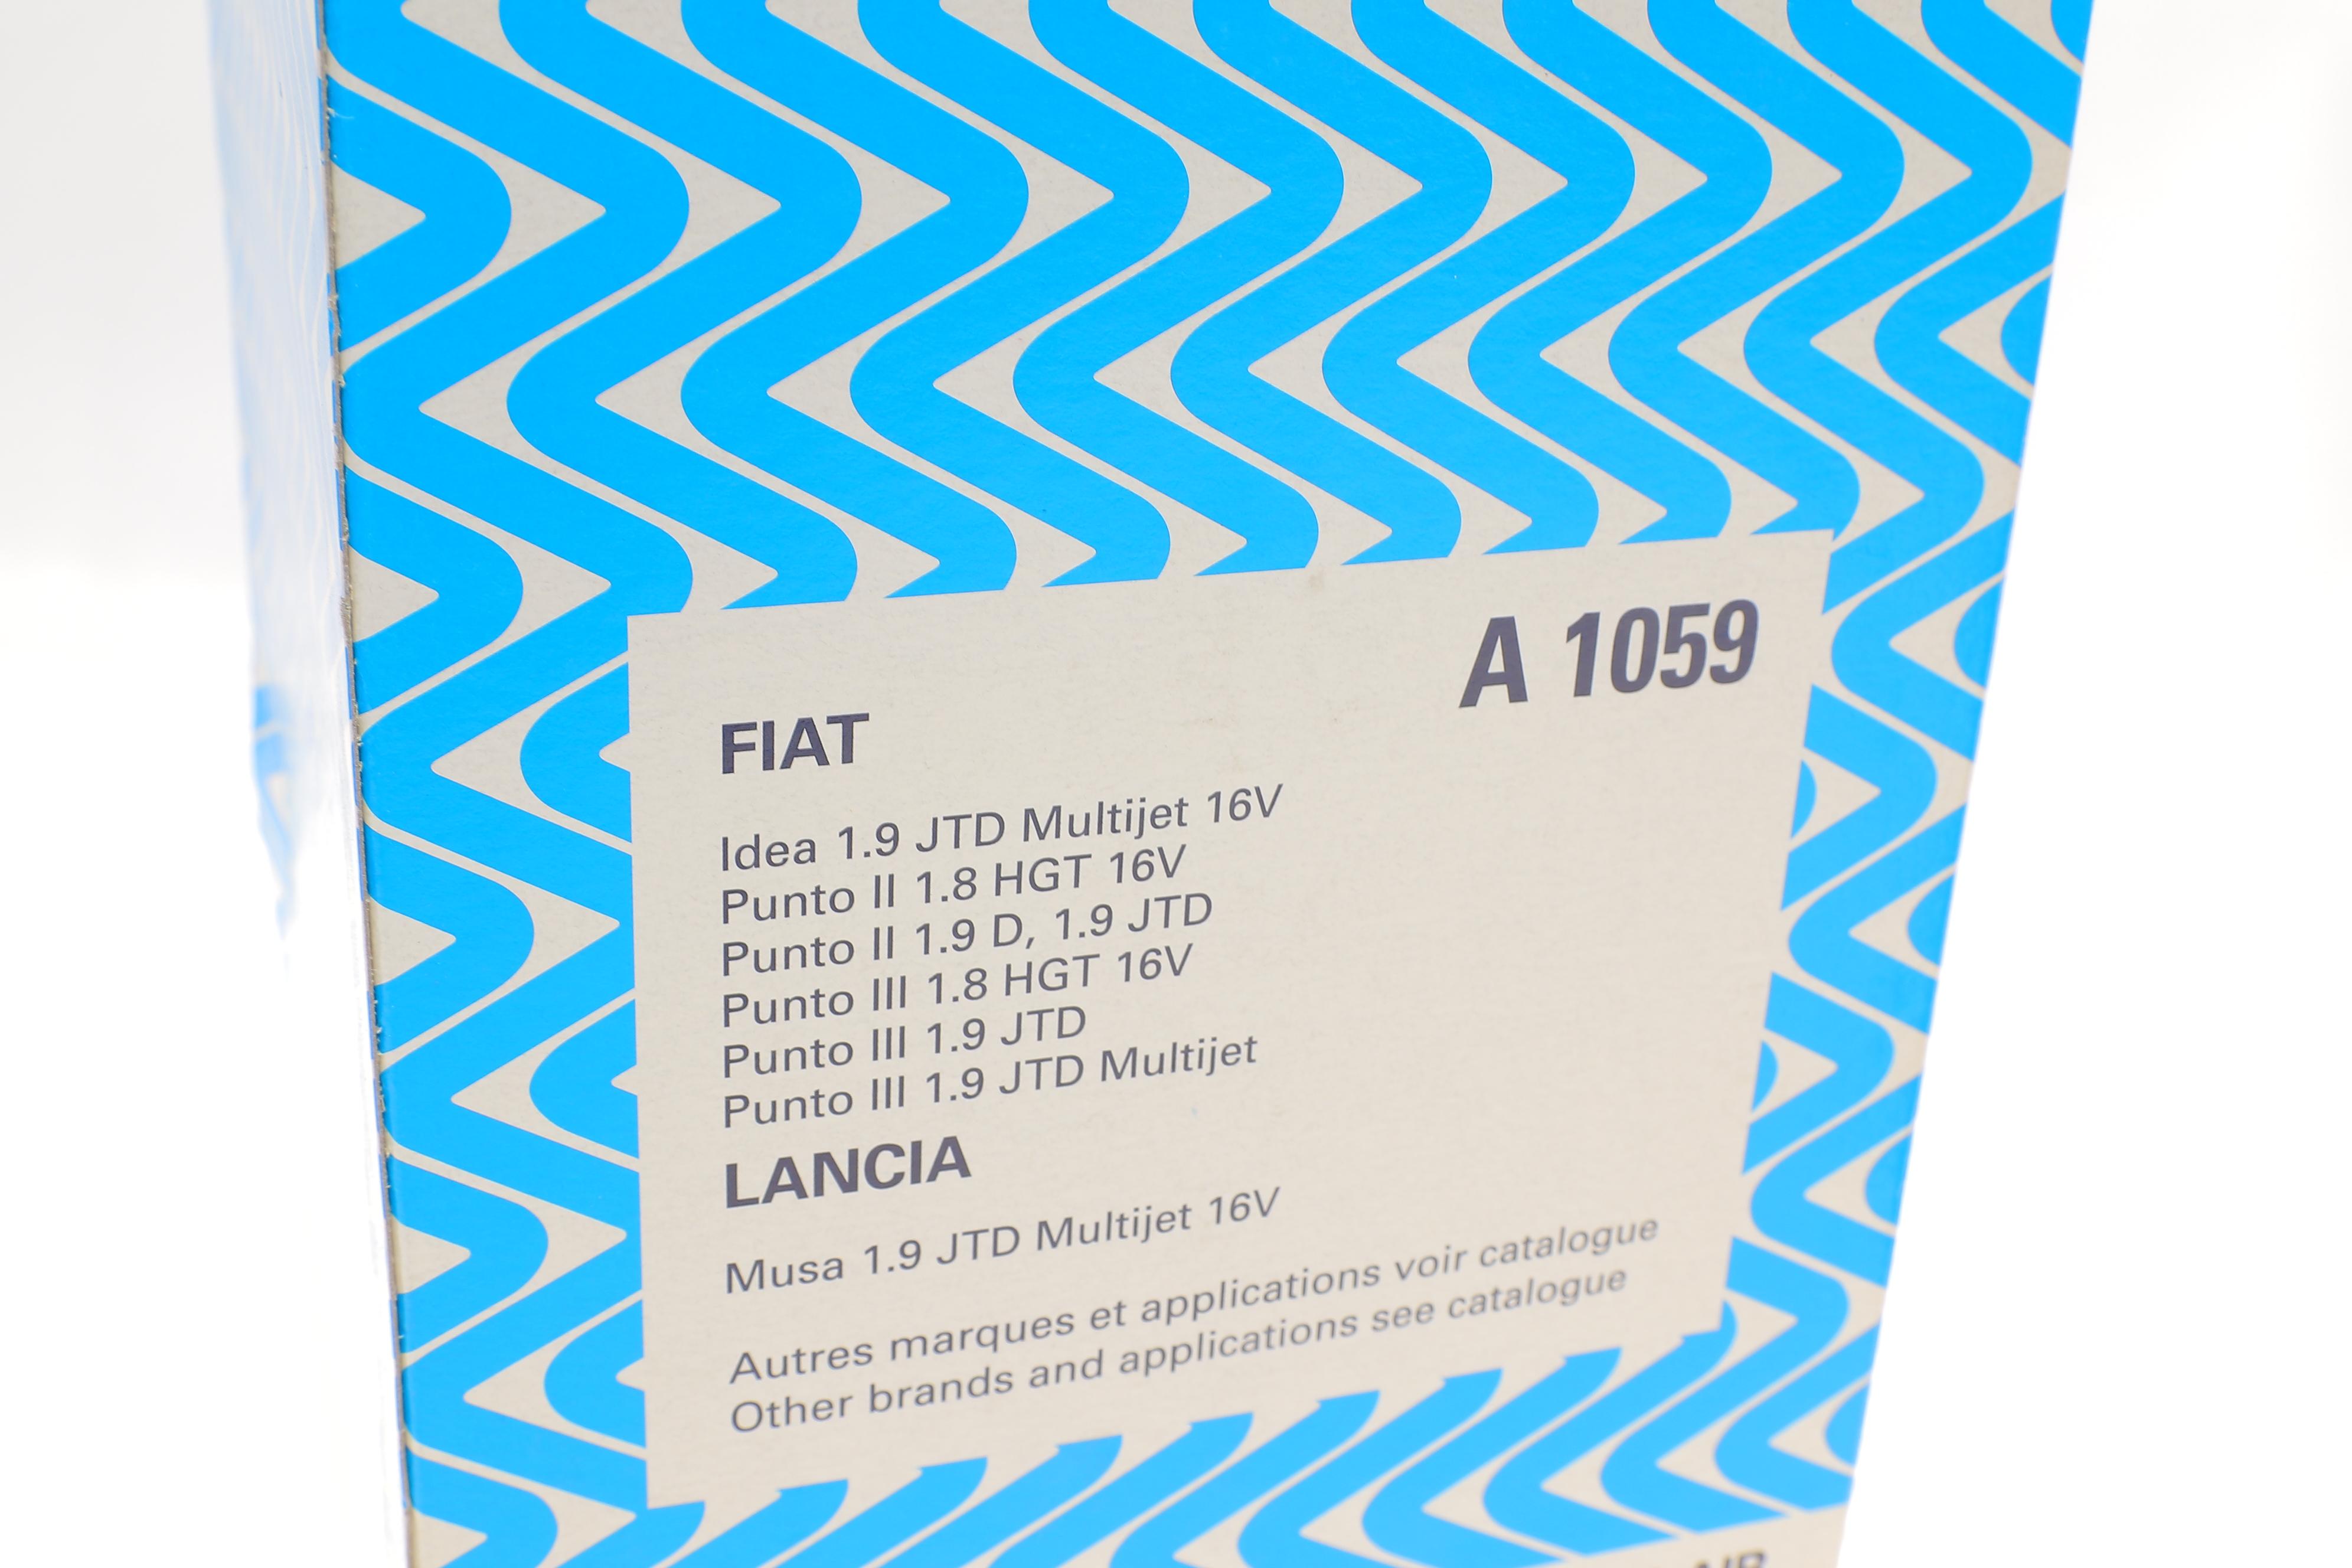 A 1059
FIAT
Idea 1.9 JTD Multijet 16V
Punto II 1.8 HGT 16V
Punto II 1.9 D, 1.9 JTD
Punto III 1.8 HGT 16V
Punto III 1.9 JTD
Punto III 1.9 JTD Multijet
LANCIA
Musa 1.9 JTD Multijet 16V
Autres marques et applications voir catalogue
Other brands and applications see catalogue